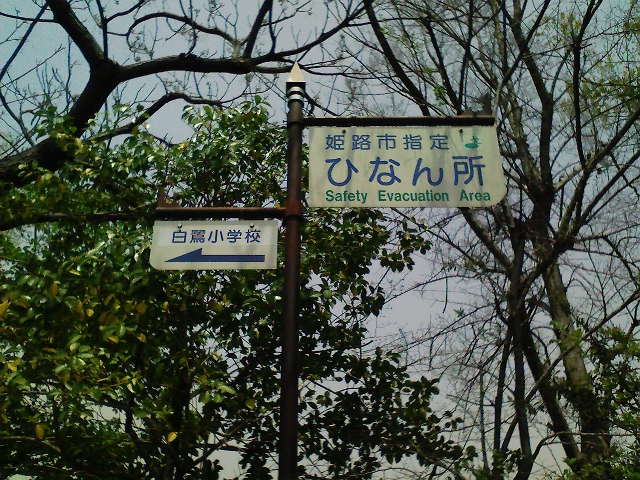 姫路市指定
ひなん所
Safety Evacuation Area
白鷺小学校